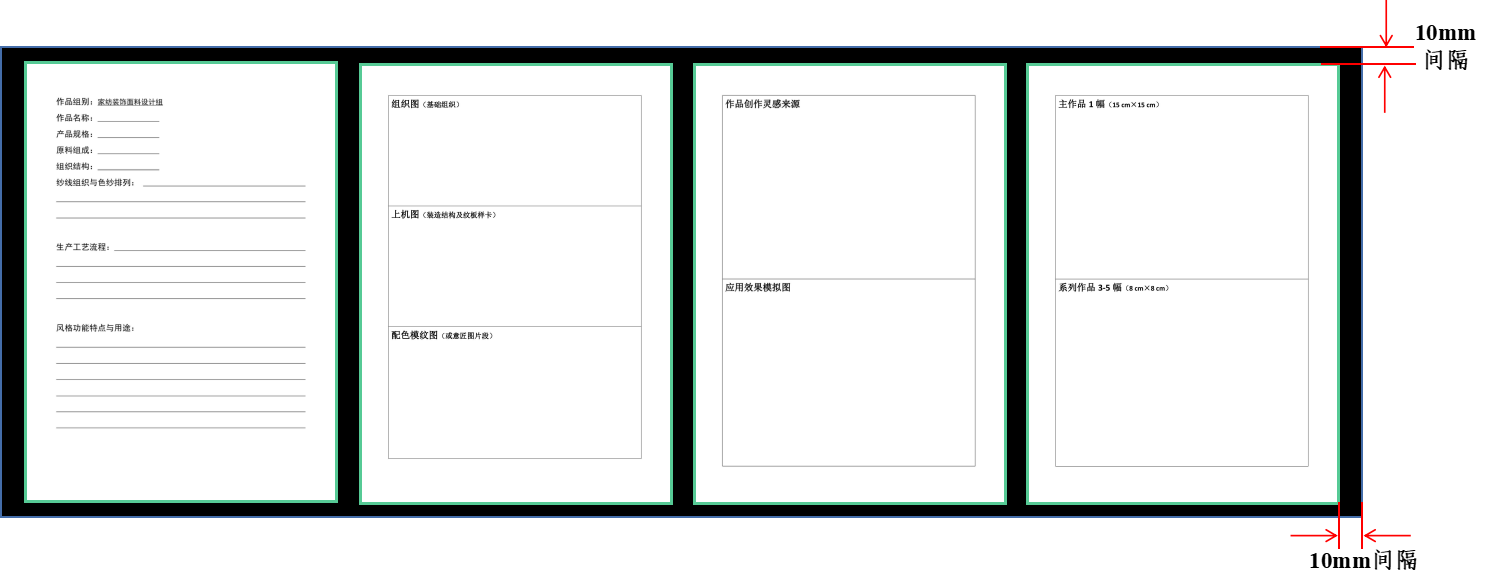 作品组别：家纺装饰面料设计组
作品名称：
产品规格：
原料组成：
组织结构：
纱线组织与色纱排列：
生产工艺流程：
风格功能特点与用途：
组织图（基础组织）
上机图（装造结构及纹板样卡）
配色模纹图（或意匠图片段）
作品创作灵感来源
应用效果模拟图
主作品 1 幅（15 cm×15 cm）
系列作品 3-5 幅（8 cm×8 cm）
10mm
间隔
10mm间隔